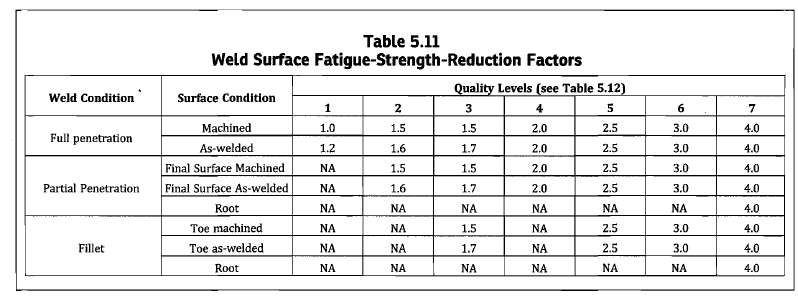 Table 5.11
Weld Surface Fatigue-Strength-Reduction Factors
Weld Condition Surface Condition Quality Levels (see Table 5.12)
1 2 3 4 5 6 7
Full penetration Machined 1.0 1.5 1.5 2.0 2.5 3.0 4.0
As-welded 1.2 1.6 1.7 2.0 2.5 3.0 4.0
Partial Penetration Final Surface Machined NA 1.5 1.5 2.0 2.5 3.0 4.0
Final Surface As-welded NA 1.6 1.7 2.0 2.5 3.0 4.0
Root NA NA NA NA NA NA 4.0
Fillet Toe machined NA NA 1.5 NA 2.5 3.0 4.0
Toe as-welded NA NA 1.7 NA 2.5 3.0 4.0
Root NA NA NA NA NA NA 4.0